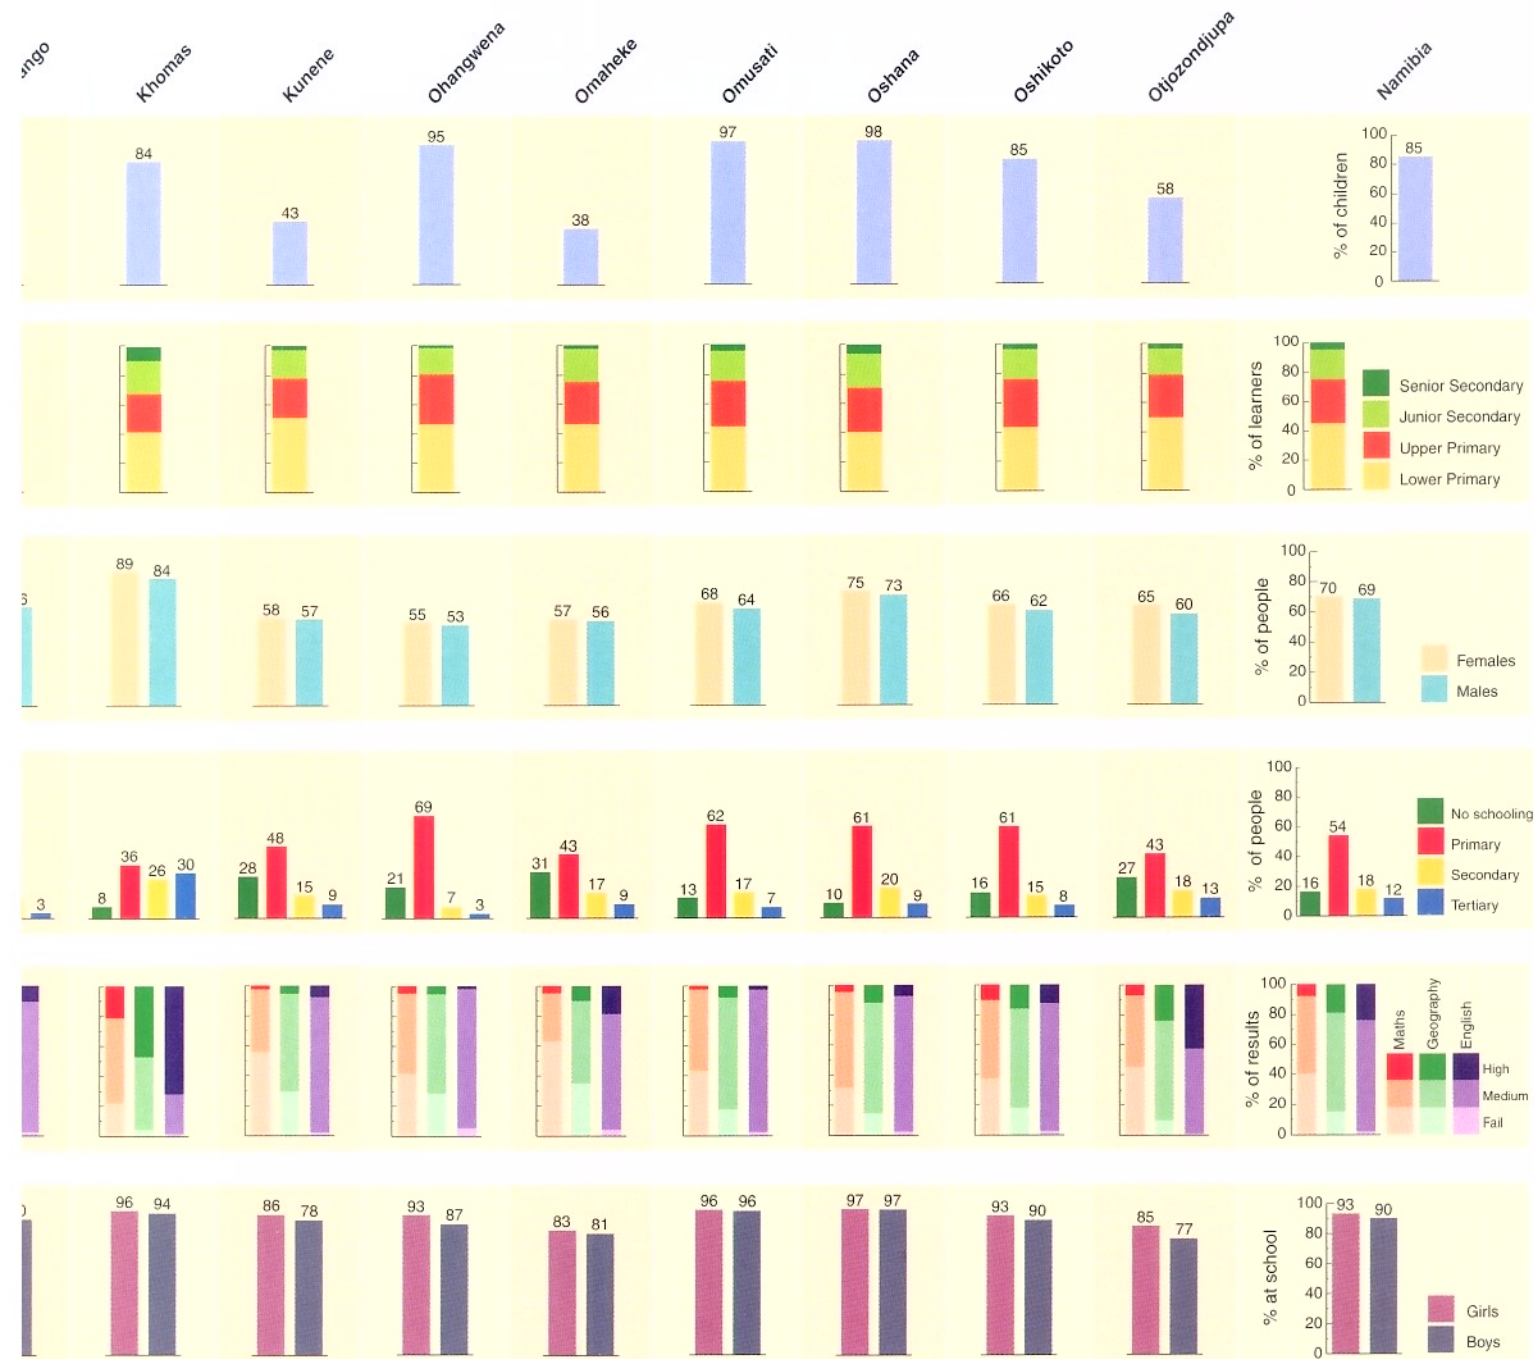 ango
Khomas
Kunene
Ohangwena
Omaheke
Omusati
Oshana
Oshikoto
Otjozondjupa
Namibia
84
43
95
38
97
98
85
58
% of children
100
80
60
40
20
0
85
% of learners
100
80
60
40
20
0
Senior Secondary
Junior Secondary
Upper Primary
Lower Primary
6
89 84
58 57
55 53
57 56
68 64
75 73
66 62
65 60
% of people
100
80
60
40
20
0
70 69
Females
Males
3
8 36 26 30
28 48 15 9
21 69 7 3
31 43 17 9
13 62 17 7
10 61 20 9
16 61 15 8
27 43 18 13
% of people
100
80
60
40
20
0
16 54 18 12
No schooling
Primary
Secondary
Tertiary
% of results
100
80
60
40
20
0
Maths
Geography
English
High
Medium
Fail
0
96 94
86 78
93 87
83 81
96 96
97 97
93 90
85 77
% at school
100
80
60
40
20
0
93 90
Girls
Boys